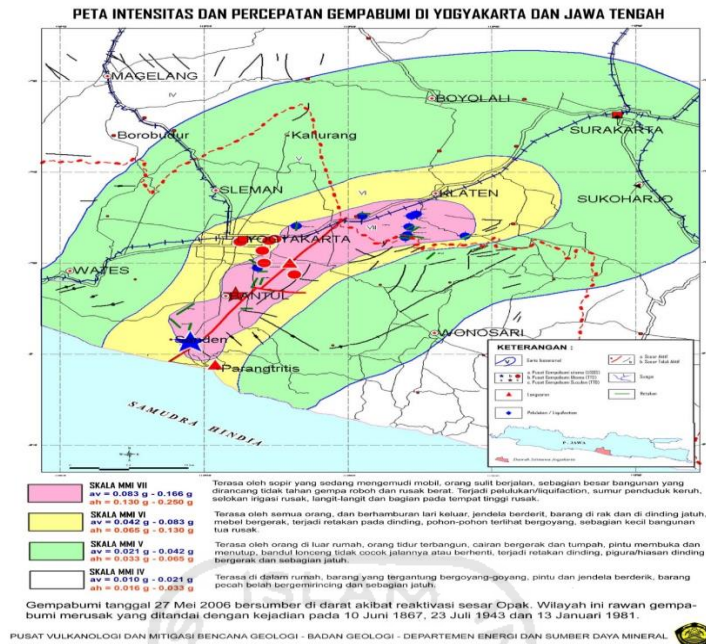 PETA INTENSITAS DAN PERCEPATAN GEMPABUMI DI YOGYAKARTA DAN JAWA TENGAH
MAGELANG
IV
BOYOLALI
Borobudur
Kaliurang
SURAKARTA
V
SLEMAN
VI
KLATEN
SUKOHARJO
VII
YOGYAKARTA
WATES
BANTUL
WONOSARI
Parangtritis
SAMUDRA HINDIA
KETERANGAN :
Sungai
Longsoran
P. JAWA
SKALA MMI VII
av = 0.083 g - 0.166 g
ah = 0.130 g - 0.250 g
Terasa oleh sopir yang sedang mengemudi mobil, orang sulit berjalan, sebagian besar bangunan yang
dirancang tidak tahan gempa roboh dan rusak berat. Terjadi pelulukan/liquifaction, sumur penduduk keruh,
selokan irigasi rusak, langit-langit dan bagian pada tempat tinggi rusak.
SKALA MMI VI
av = 0.042 g - 0.083 g
ah = 0.065 g - 0.130 g
Terasa oleh semua orang, dan berhamburan lari keluar, jendela berderit, barang di rak dan di dinding jatuh,
mebel bergerak, terjadi retakan pada dinding, pohon-pohon terlihat bergoyang, sebagian kecil bangunan
tua rusak.
SKALA MMI V
av = 0.021 g - 0.042 g
ah = 0.033 g - 0.065 g
Terasa oleh orang di luar rumah, orang tidur terbangun, cairan bergerak dan tumpah, pintu membuka dan
menutup, bandul lonceng tidak cocok jalannya atau berhenti, terjadi retakan dinding, pigura/hiasan dinding
bergerak dan sebagian jatuh.
SKALA MMI IV
av = 0.010 g - 0.021 g
ah = 0.016 g - 0.033 g
Terasa di dalam rumah, barang yang tergantung bergoyang-goyang, pintu dan jendela berderik, barang
pecah belah bergemirincing dan sebagian jatuh.
Gempabumi tanggal 27 Mei 2006 bersumber di darat akibat reaktivasi sesar Opak. Wilayah ini rawan gempa-
bumi merusak yang ditandai dengan kejadian pada 10 Juni 1867, 23 Juli 1943 dan 13 Januari 1981.
PUSAT VULKANOLOGI DAN MITIGASI BENCANA GEOLOGI - BADAN GEOLOGI - DEPARTEMEN ENERGI DAN SUMBER DAYA MINERAL